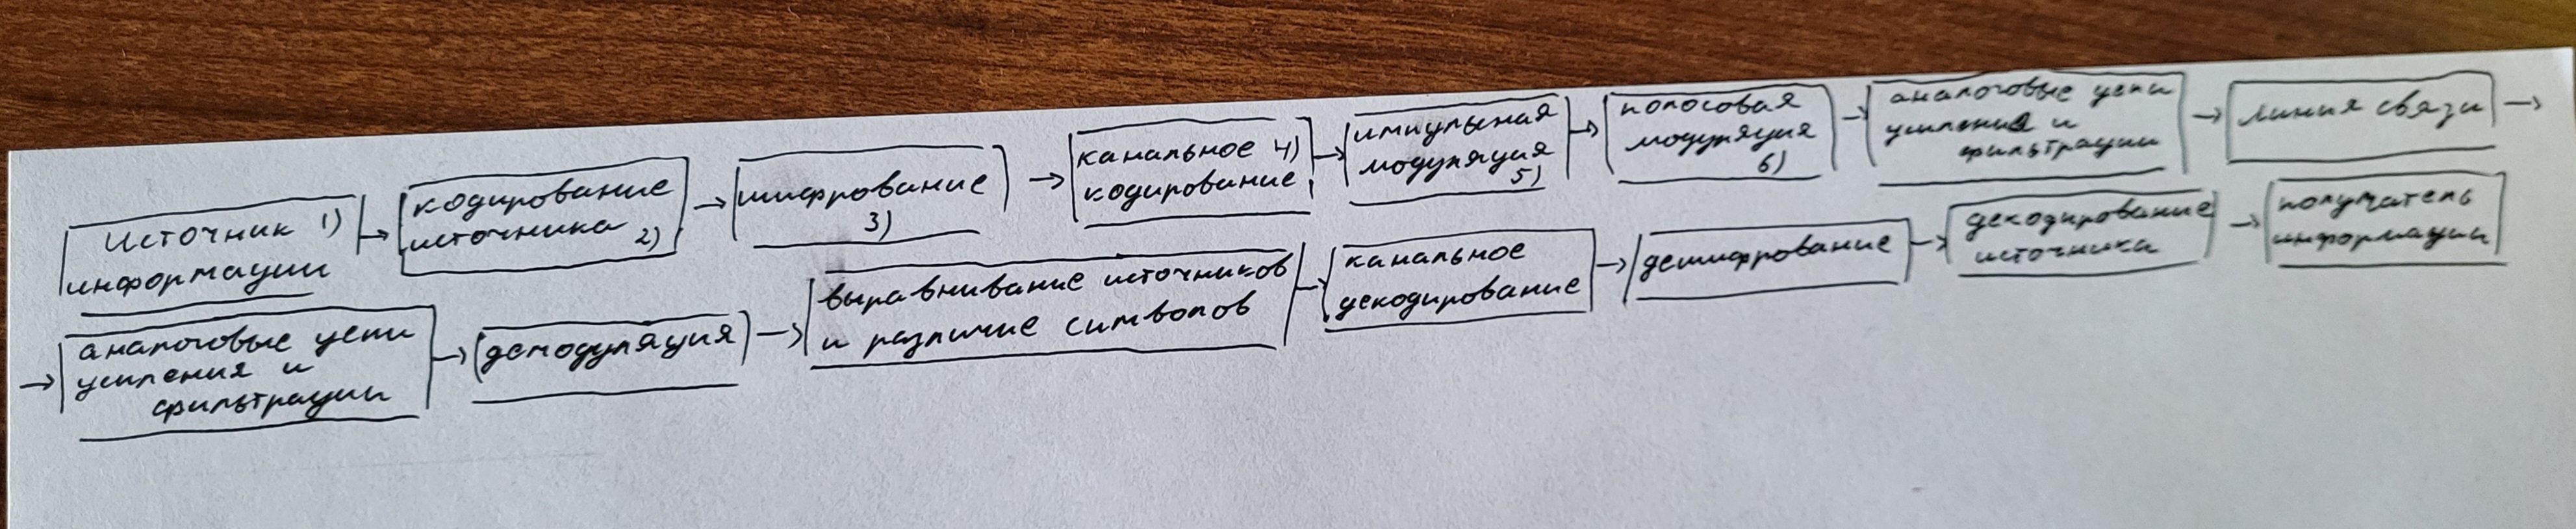 источник 1)
информации
кодирование
источника 2)
шифрование
3)
канальное 4)
кодирование
импульсная
модуляция
5)
полосовая
модуляция
6)
аналоговые цепи
усиления и
фильтрации
линия связи
аналоговые цепи
усиления и
фильтрации
демодуляция
выравнивание источников
и различие символов
канальное
декодирование
дешифрование
декодирование
источника
получатель
информации